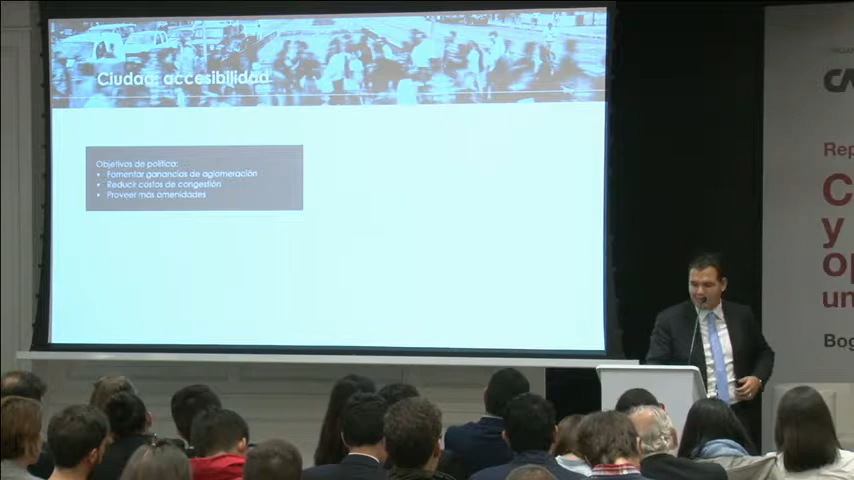 Ciudad: accesibilidad
Objetivos de política:
• Fomentar ganancias de aglomeración
• Reducir costos de congestión
• Proveer más amenidades
Rep
C
y
op
un
Bog